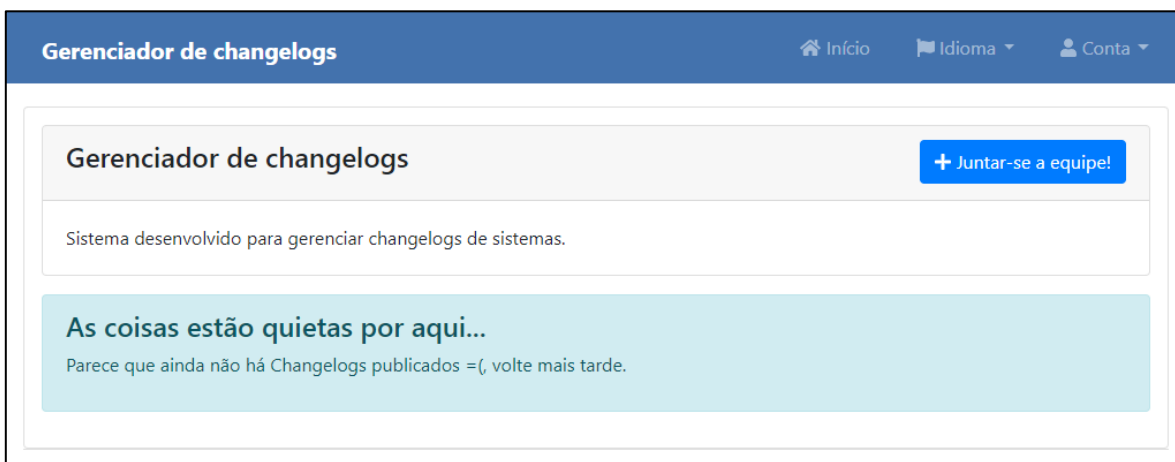 Gerenciador de changelogs
Início
Idioma
Conta
Gerenciador de changelogs
+ Juntar-se a equipe!
Sistema desenvolvido para gerenciar changelogs de sistemas.
As coisas estão quietas por aqui...
Parece que ainda não há Changelogs publicados =(, volte mais tarde.